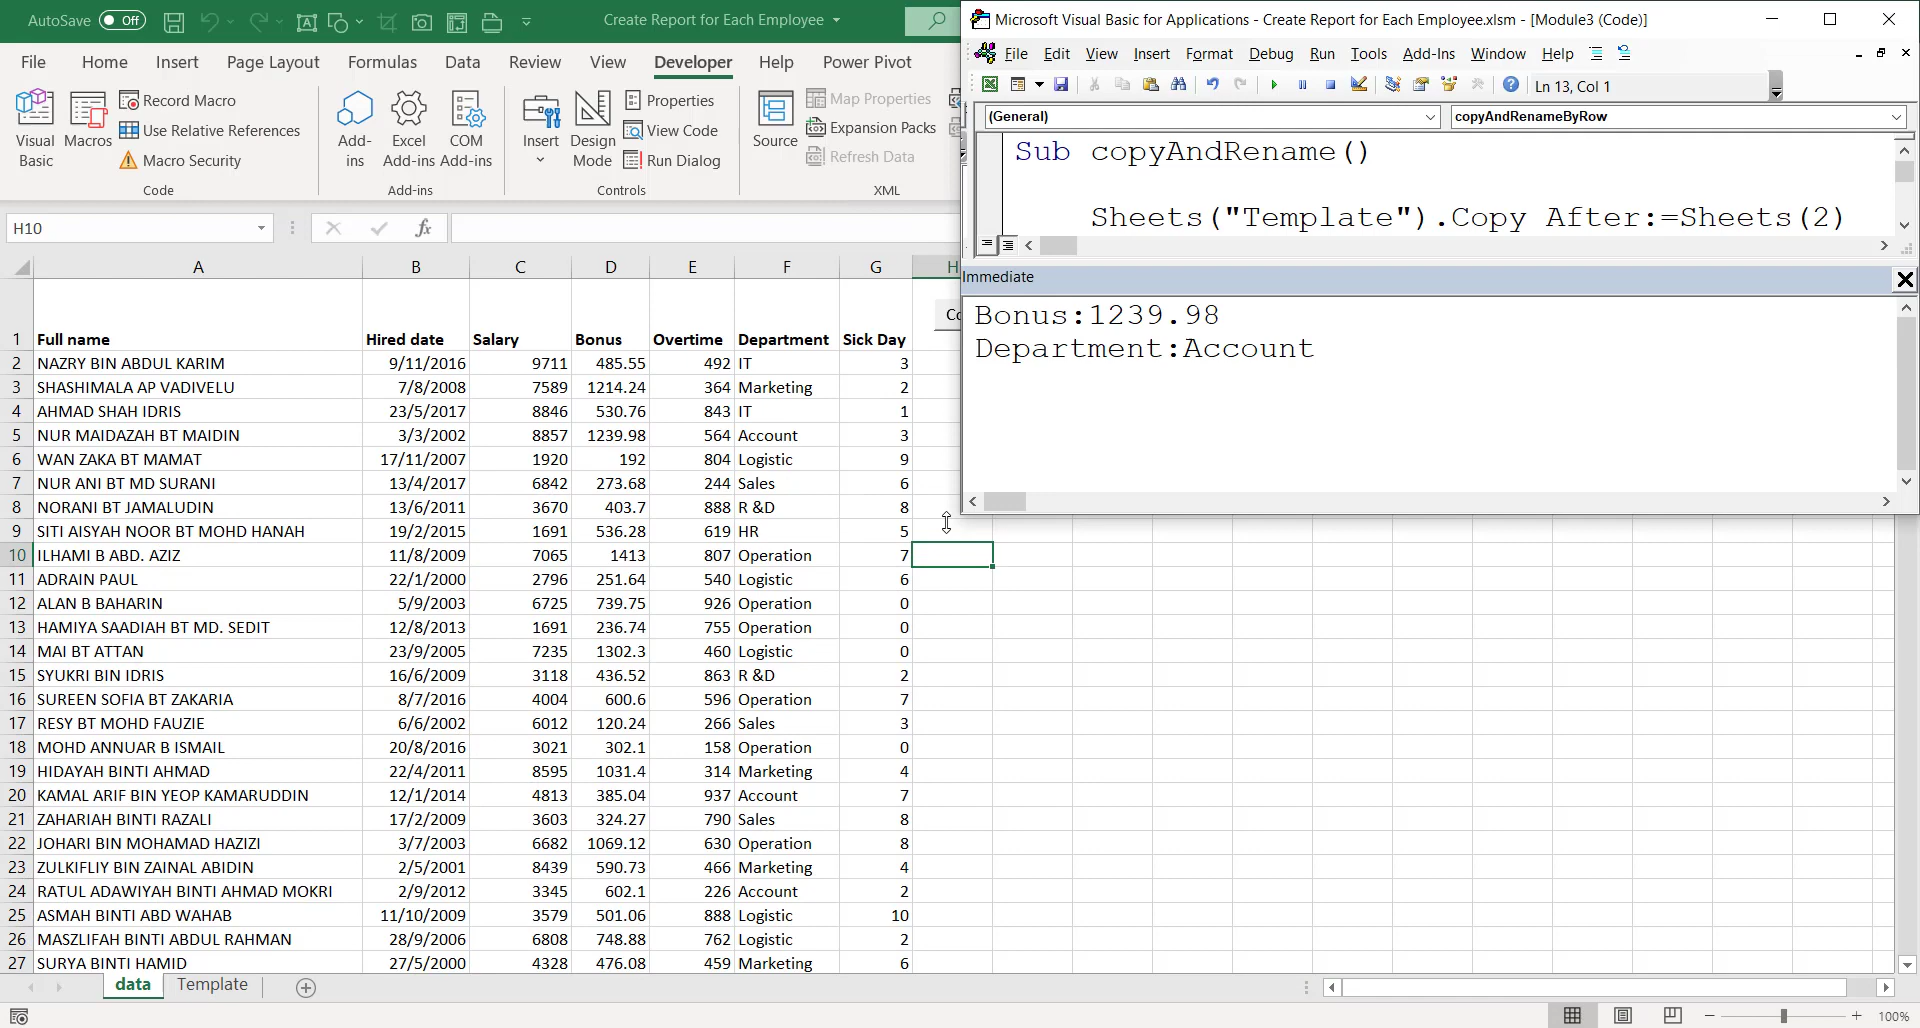 AutoSave Off Create Report for Each Employee
File Home Insert Page Layout Formulas Data Review View Developer Help Power Pivot
Visual Basic
Macros
Record Macro
Use Relative References
Macro Security
Code
Add-ins
Excel Add-ins
COM Add-ins
Add-ins
Insert
Design Mode
Properties
View Code
Run Dialog
Controls
Source
Map Properties
Expansion Packs
Refresh Data
XML
H10 fx
A B C D E F G H
1 Full name Hired date Salary Bonus Overtime Department Sick Day
2 NAZRY BIN ABDUL KARIM 9/11/2016 9711 485.55 492 IT 3
3 SHASHIMALA AP VADIVELU 7/8/2008 7589 1214.24 364 Marketing 2
4 AHMAD SHAH IDRIS 23/5/2017 8846 530.76 843 IT 1
5 NUR MAIDAZAH BT MAIDIN 3/3/2002 8857 1239.98 564 Account 3
6 WAN ZAKA BT MAMAT 17/11/2007 1920 192 804 Logistic 9
7 NUR ANI BT MD SURANI 13/4/2017 6842 273.68 244 Sales 6
8 NORANI BT JAMALUDIN 13/6/2011 3670 403.7 888 R &D 8
9 SITI AISYAH NOOR BT MOHD HANAH 19/2/2015 1691 536.28 619 HR 5
10 ILHAMI B ABD. AZIZ 11/8/2009 7065 1413 807 Operation 7
11 ADRAIN PAUL 22/1/2000 2796 251.64 540 Logistic 6
12 ALAN B BAHARIN 5/9/2003 6725 739.75 926 Operation 0
13 HAMIYA SAADIAH BT MD. SEDIT 12/8/2013 1691 236.74 755 Operation 0
14 MAI BT ATTAN 23/9/2005 7235 1302.3 460 Logistic 0
15 SYUKRI BIN IDRIS 16/6/2009 3118 436.52 863 R &D 2
16 SUREEN SOFIA BT ZAKARIA 8/7/2016 4004 600.6 596 Operation 7
17 RESY BT MOHD FAUZIE 6/6/2002 6012 120.24 266 Sales 3
18 MOHD ANNUAR B ISMAIL 20/8/2016 3021 302.1 158 Operation 0
19 HIDAYAH BINTI AHMAD 22/4/2011 8595 1031.4 314 Marketing 4
20 KAMAL ARIF BIN YEOP KAMARUDDIN 12/1/2014 4813 385.04 937 Account 7
21 ZAHARIAH BINTI RAZALI 17/2/2009 3603 324.27 790 Sales 8
22 JOHARI BIN MOHAMAD HAZIZI 3/7/2003 6682 1069.12 630 Operation 8
23 ZULKIFLIY BIN ZAINAL ABIDIN 2/5/2001 8439 590.73 466 Marketing 4
24 RATUL ADAWIYAH BINTI AHMAD MOKRI 2/9/2012 3345 602.1 226 Account 2
25 ASMAH BINTI ABD WAHAB 11/10/2009 3579 501.06 888 Logistic 10
26 MASZLIFAH BINTI ABDUL RAHMAN 28/9/2006 6808 748.88 762 Logistic 2
27 SURYA BINTI HAMID 27/5/2000 4328 476.08 459 Marketing 6
data Template
100%
Microsoft Visual Basic for Applications - Create Report for Each Employee.xlsm - [Module3 (Code)]
File Edit View Insert Format Debug Run Tools Add-Ins Window Help
Ln 13, Col 1
(General) copyAndRenameByRow
Sub copyAndRename()
Sheets("Template").Copy After:=Sheets(2)
Immediate
Bonus:1239.98
Department:Account